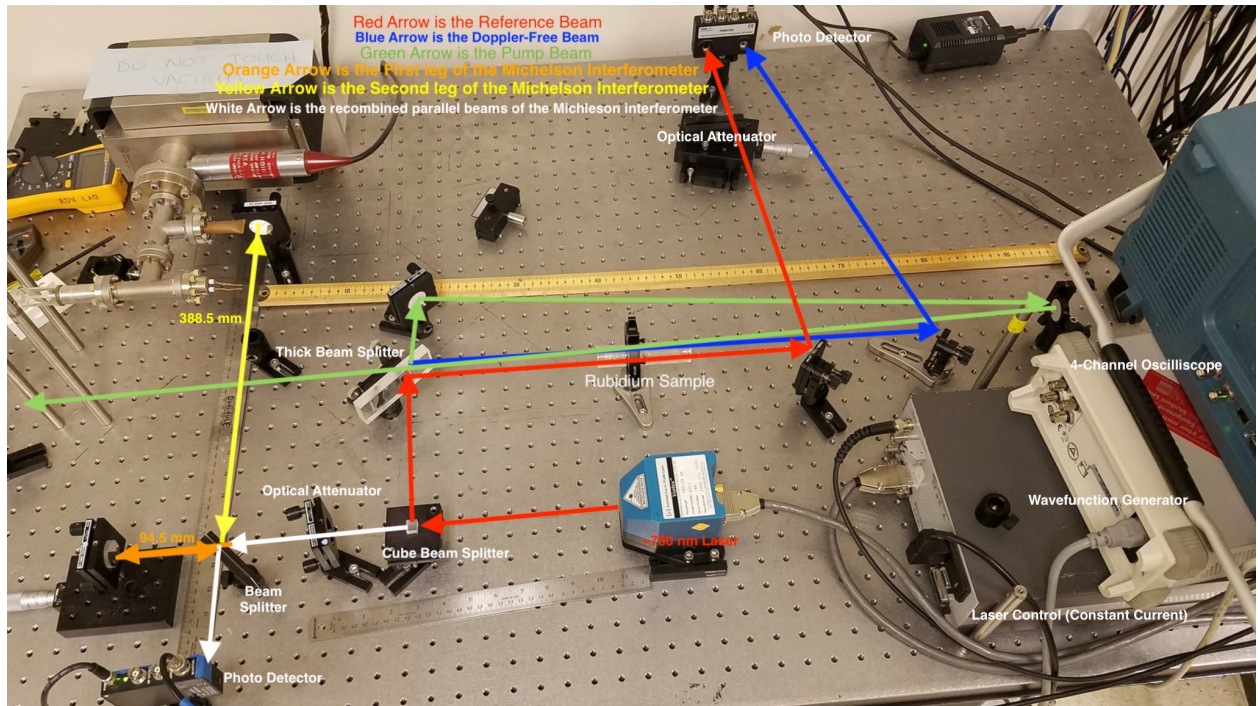 Red Arrow is the Reference Beam
Blue Arrow is the Doppler-Free Beam
Green Arrow is the Pump Beam
Orange Arrow is the First leg of the Michelson Interferometer
Yellow Arrow is the Second leg of the Michelson Interferometer
White Arrow is the recombined parallel beams of the Michleson interferometer
DO NOT TOUCH
VACUUM
ADV LAB
Photo Detector
Optical Attenuator
388.5 mm
Thick Beam Splitter
Rubidium Sample
4-Channel Oscilliscope
Optical Attenuator
94.5 mm
Cube Beam Splitter
~780 nm Laser
Wavefunction Generator
Beam
Splitter
Laser Control (Constant Current)
Photo Detector